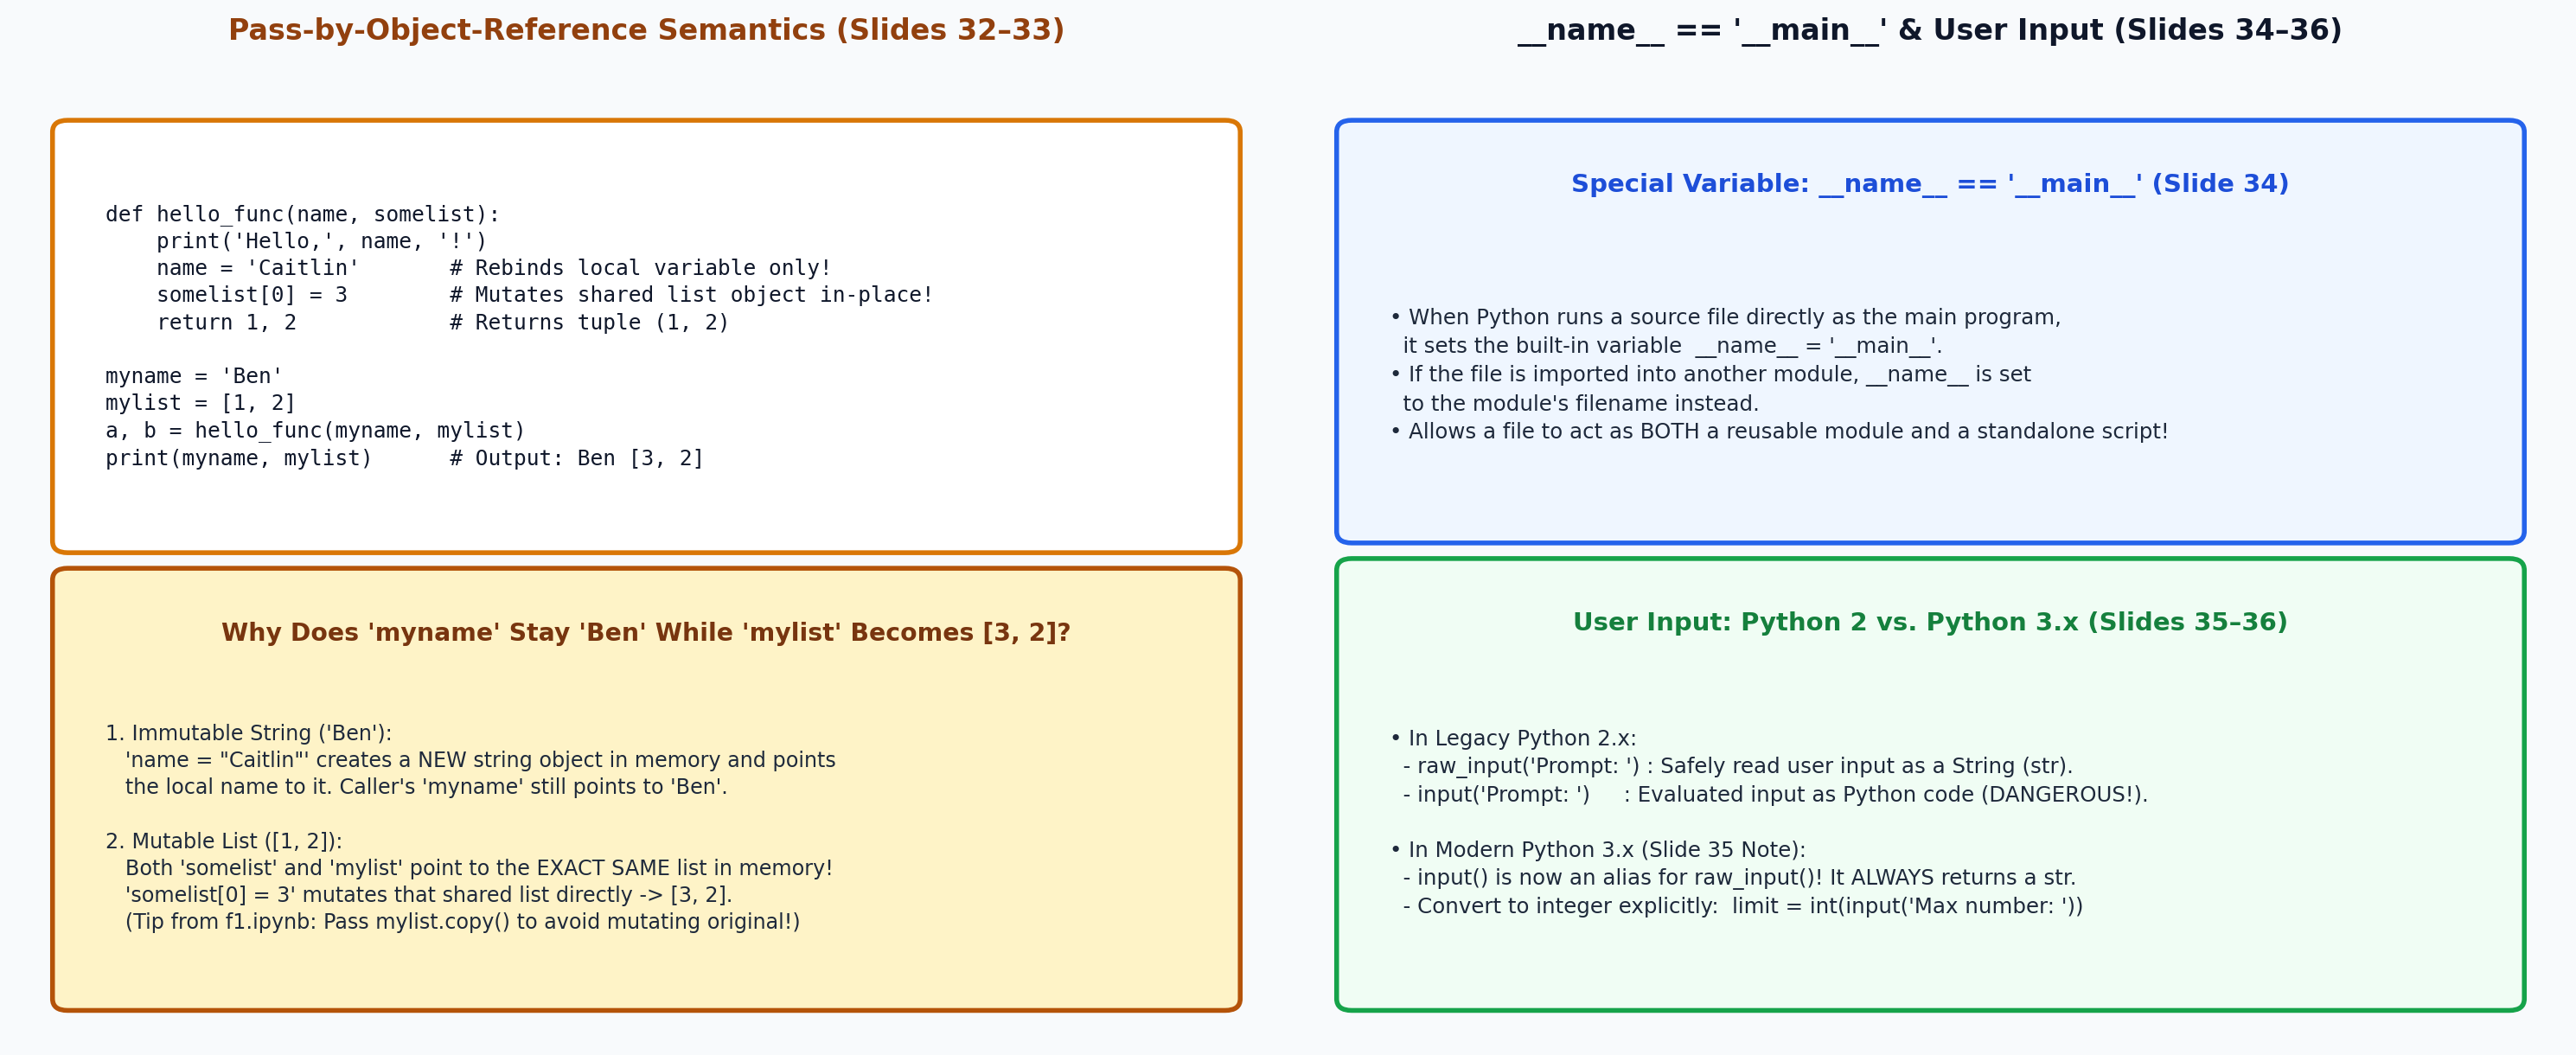 Pass-by-Object-Reference Semantics (Slides 32–33)
def hello_func(name, somelist):
    print('Hello,', name, '!')
    name = 'Caitlin'       # Rebinds local variable only!
    somelist[0] = 3        # Mutates shared list object in-place!
    return 1, 2            # Returns tuple (1, 2)
myname = 'Ben'
mylist = [1, 2]
a, b = hello_func(myname, mylist)
print(myname, mylist)      # Output: Ben [3, 2]
Why Does 'myname' Stay 'Ben' While 'mylist' Becomes [3, 2]?
1. Immutable String ('Ben'):
'name = "Caitlin"' creates a NEW string object in memory and points
the local name to it. Caller's 'myname' still points to 'Ben'.
2. Mutable List ([1, 2]):
Both 'somelist' and 'mylist' point to the EXACT SAME list in memory!
'somelist[0] = 3' mutates that shared list directly -> [3, 2].
(Tip from f1.ipynb: Pass mylist.copy() to avoid mutating original!)
__name__ == '__main__' & User Input (Slides 34–36)
Special Variable: __name__ == '__main__' (Slide 34)
• When Python runs a source file directly as the main program,
it sets the built-in variable  __name__ = '__main__'.
• If the file is imported into another module, __name__ is set
to the module's filename instead.
• Allows a file to act as BOTH a reusable module and a standalone script!
User Input: Python 2 vs. Python 3.x (Slides 35–36)
• In Legacy Python 2.x:
- raw_input('Prompt: ') : Safely read user input as a String (str).
- input('Prompt: ')     : Evaluated input as Python code (DANGEROUS!).
• In Modern Python 3.x (Slide 35 Note):
- input() is now an alias for raw_input()! It ALWAYS returns a str.
- Convert to integer explicitly:  limit = int(input('Max number: '))